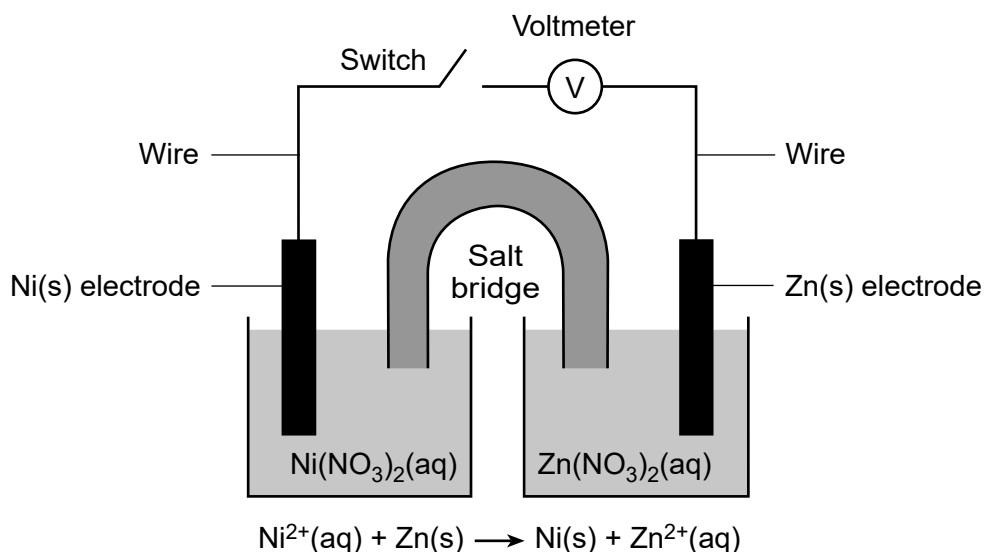 Voltmeter
Switch
V
Wire
Wire
Salt
bridge
Ni(s) electrode
Zn(s) electrode
Ni(NO₃)₂(aq)
Zn(NO₃)₂(aq)
Ni²⁺(aq) + Zn(s) ⟶ Ni(s) + Zn²⁺(aq)